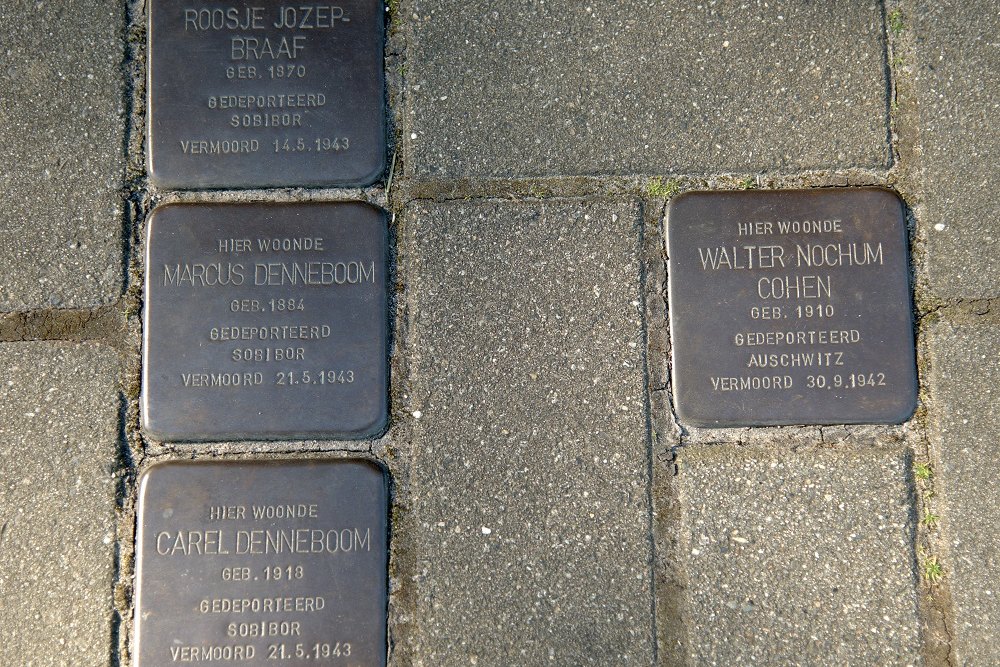 ROOSJE JOZEP-
BRAAF
GEB. 1870
GEDEPORTEERD
SOBIBOR
VERMOORD 14.5.1943
HIER WOONDE
MARCUS DENNEBOOM
GEB. 1884
GEDEPORTEERD
SOBIBOR
VERMOORD 21.5.1943
HIER WOONDE
CAREL DENNEBOOM
GEB. 1918
GEDEPORTEERD
SOBIBOR
VERMOORD 21.5.1943
HIER WOONDE
WALTER NOCHUM
COHEN
GEB. 1910
GEDEPORTEERD
AUSCHWITZ
VERMOORD 30.9.1942